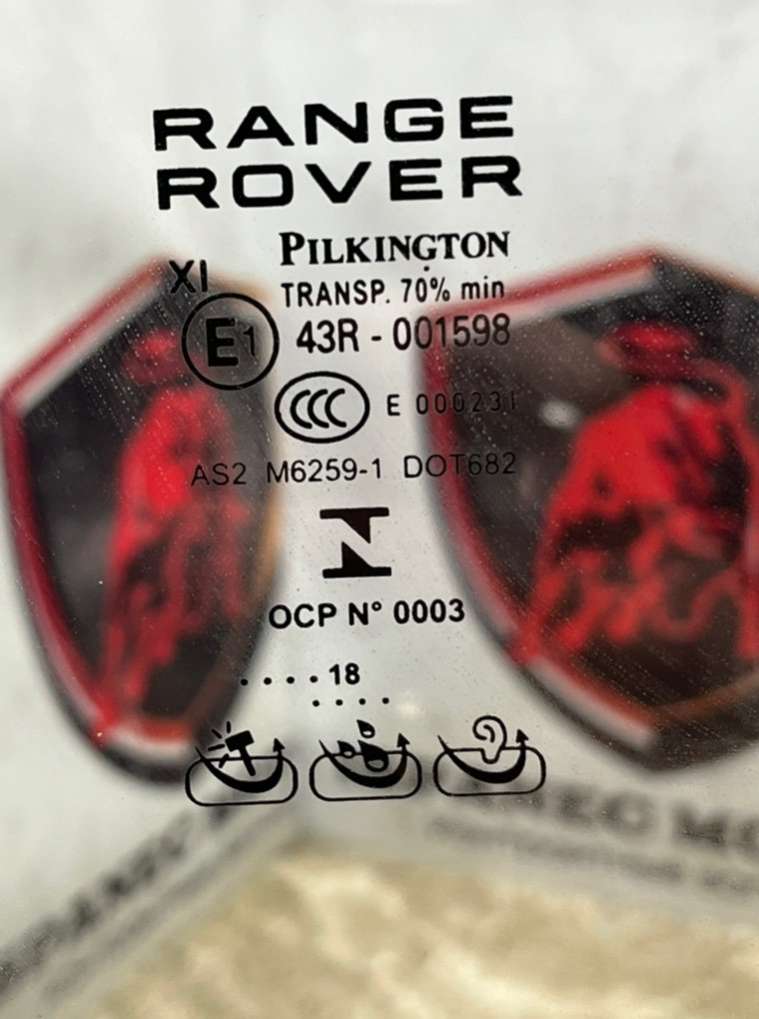 RANGE
ROVER
PILKINGTON
XI
TRANSP. 70% min
E1 43R - 001598
CCC E 000231
AS2 M6259-1 DOT682
OCP N° 0003
. . . . 18
. . . .